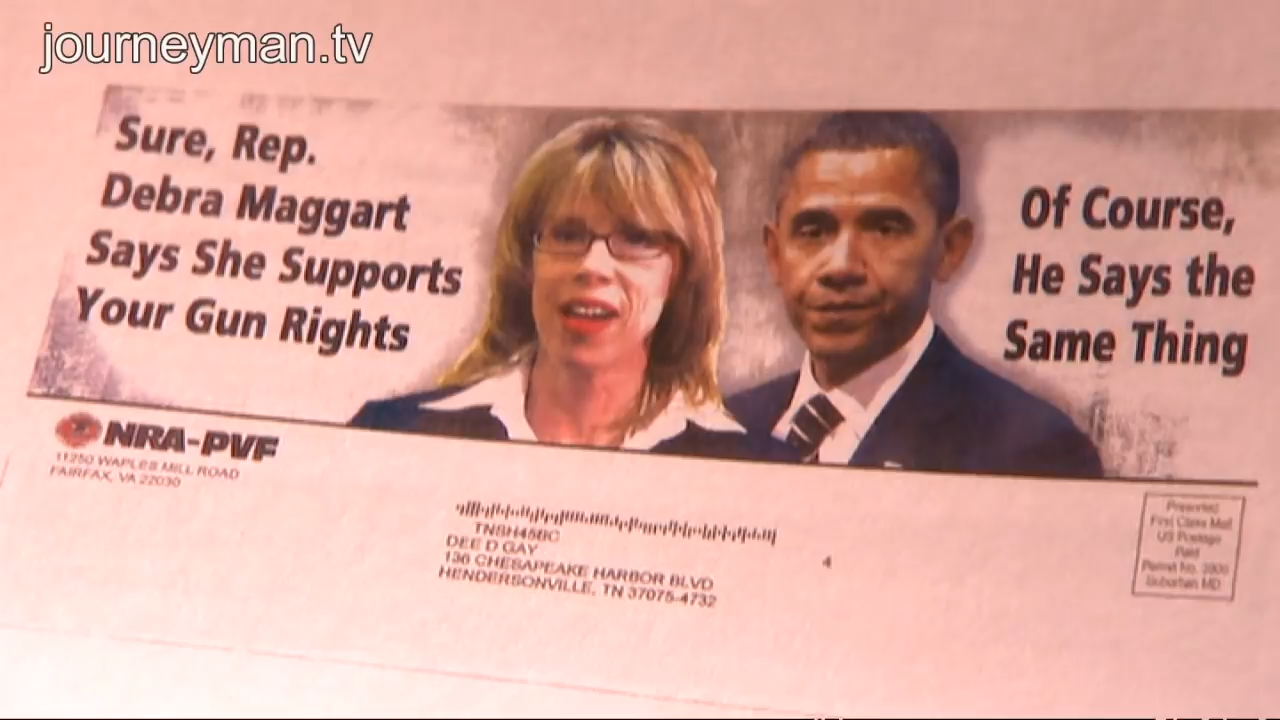 journeyman.tv
Sure, Rep.
Debra Maggart
Says She Supports
Your Gun Rights
Of Course,
He Says the
Same Thing
NRA-PVF
11250 WAPLES MILL ROAD
FAIRFAX, VA 22030
TNSH45BC
DEE D GAY
136 CHESAPEAKE HARBOR BLVD
HENDERSONVILLE, TN 37075-4732
4
Presorted
First Class Mail
US Postage
Paid
Permit No.
Suburban MD